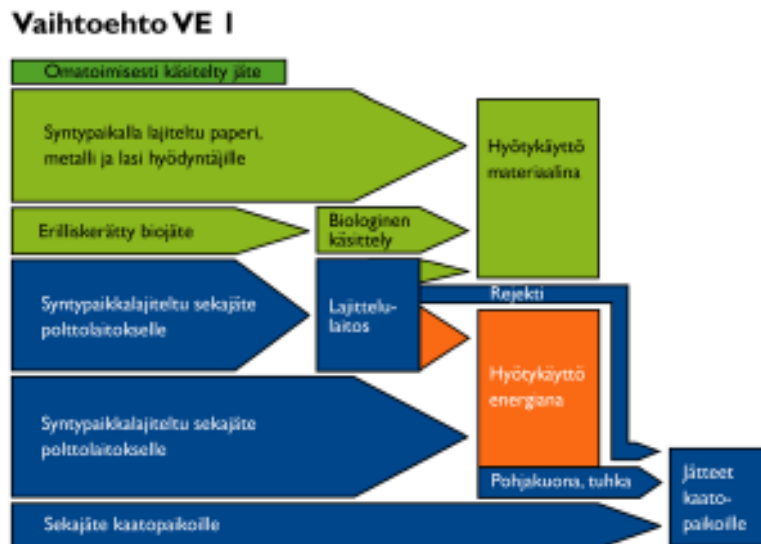 Vaihtoehto VE 1
Omatoimisesti käsitelty jäte
Syntypaikalla lajiteltu paperi,
metalli ja lasi hyödyntäjille
Hyötykäyttö
materiaalina
Erilliskerätty biojäte
Biologinen
käsittely
Syntypaikkalajiteltu sekajäte
polttolaitokselle
Lajittelu-
laitos
Rejekti
Hyötykäyttö
energiana
Syntypaikkalajiteltu sekajäte
polttolaitokselle
Pohjakuona, tuhka
Jätteet
kaato-
paikoille
Sekajäte kaatopaikoille